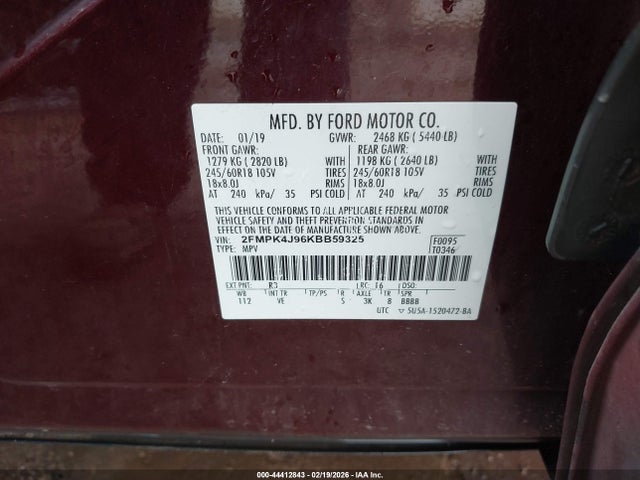 MFD. BY FORD MOTOR CO.
DATE: 01/19 GVWR: 2468 KG ( 5440 LB)
FRONT GAWR: REAR GAWR:
1279 KG ( 2820 LB) WITH 1198 KG ( 2640 LB) WITH
245/60R18 105V TIRES 245/60R18 105V TIRES
18x8.0J RIMS 18x8.0J RIMS
AT 240 kPa/ 35 PSI COLD AT 240 kPa/ 35 PSI COLD
THIS VEHICLE CONFORMS TO ALL APPLICABLE FEDERAL MOTOR
VEHICLE SAFETY AND THEFT PREVENTION STANDARDS IN
EFFECT ON THE DATE OF MANUFACTURE SHOWN ABOVE.
VIN: 2FMPK4J96KBB59325 F0095
TYPE: MPV T0346
EXT PNT: R3 RC: 16 DSO:
WB INT TR TP/PS R AXLE TR SPR
112 VE S 3K 8 8888
UTC ▽ 5U5A-1520472-BA
000-44412843 - 02/19/2026 - IAA Inc.